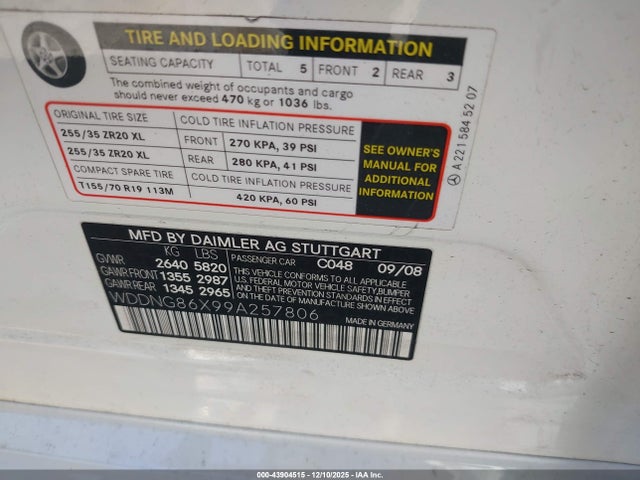 TIRE AND LOADING INFORMATION
SEATING CAPACITY TOTAL 5 FRONT 2 REAR 3
The combined weight of occupants and cargo
should never exceed 470 kg or 1036 lbs.
ORIGINAL TIRE SIZE COLD TIRE INFLATION PRESSURE
255/35 ZR20 XL FRONT 270 KPA, 39 PSI
255/35 ZR20 XL REAR 280 KPA, 41 PSI
COMPACT SPARE TIRE COLD TIRE INFLATION PRESSURE
T155/70 R19 113M 420 KPA, 60 PSI
SEE OWNER'S
MANUAL FOR
ADDITIONAL
INFORMATION
A 221 584 52 07
MFD BY DAIMLER AG STUTTGART
KG LBS PASSENGER CAR C048 09/08
GVWR 2640 5820
GAWR FRONT 1355 2987
GAWR REAR 1345 2965
THIS VEHICLE CONFORMS TO ALL APPLICABLE
U.S. FEDERAL MOTOR VEHICLE SAFETY, BUMPER
AND THEFT PREVENTION STANDARDS IN EFFECT
ON THE DATE OF MANUFACTURE SHOWN ABOVE.
WDDNG86X99A257806
MADE IN GERMANY
000-43904515 - 12/10/2025 - IAA Inc.